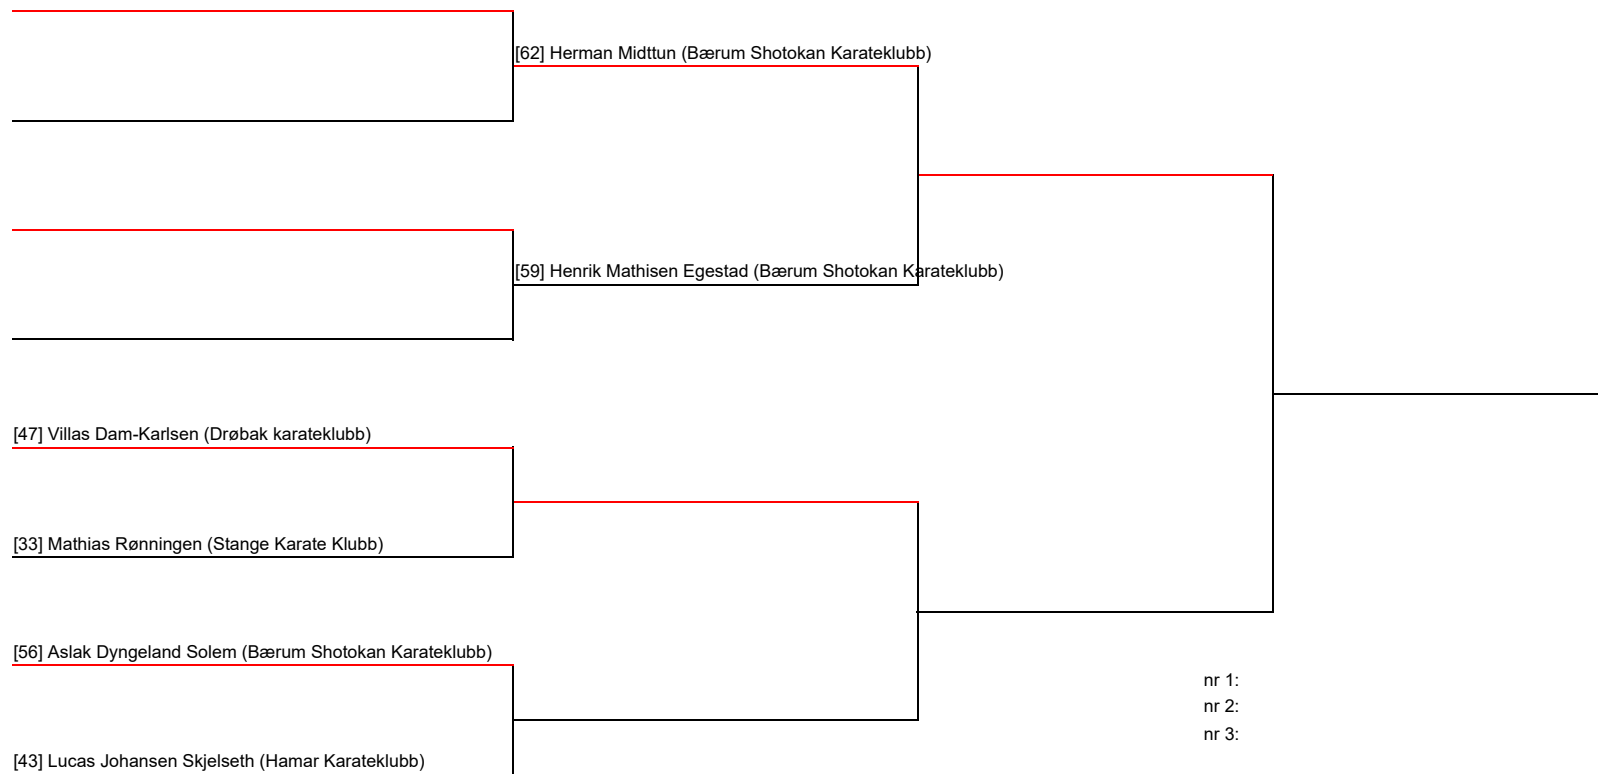 [62] Herman Midttun (Bærum Shotokan Karateklubb)
[59] Henrik Mathisen Egestad (Bærum Shotokan Karateklubb)
[47] Villas Dam-Karlsen (Drøbak karateklubb)
[33] Mathias Rønningen (Stange Karate Klubb)
[56] Aslak Dyngeland Solem (Bærum Shotokan Karateklubb)
nr 1:
nr 2:
nr 3:
[43] Lucas Johansen Skjelseth (Hamar Karateklubb)